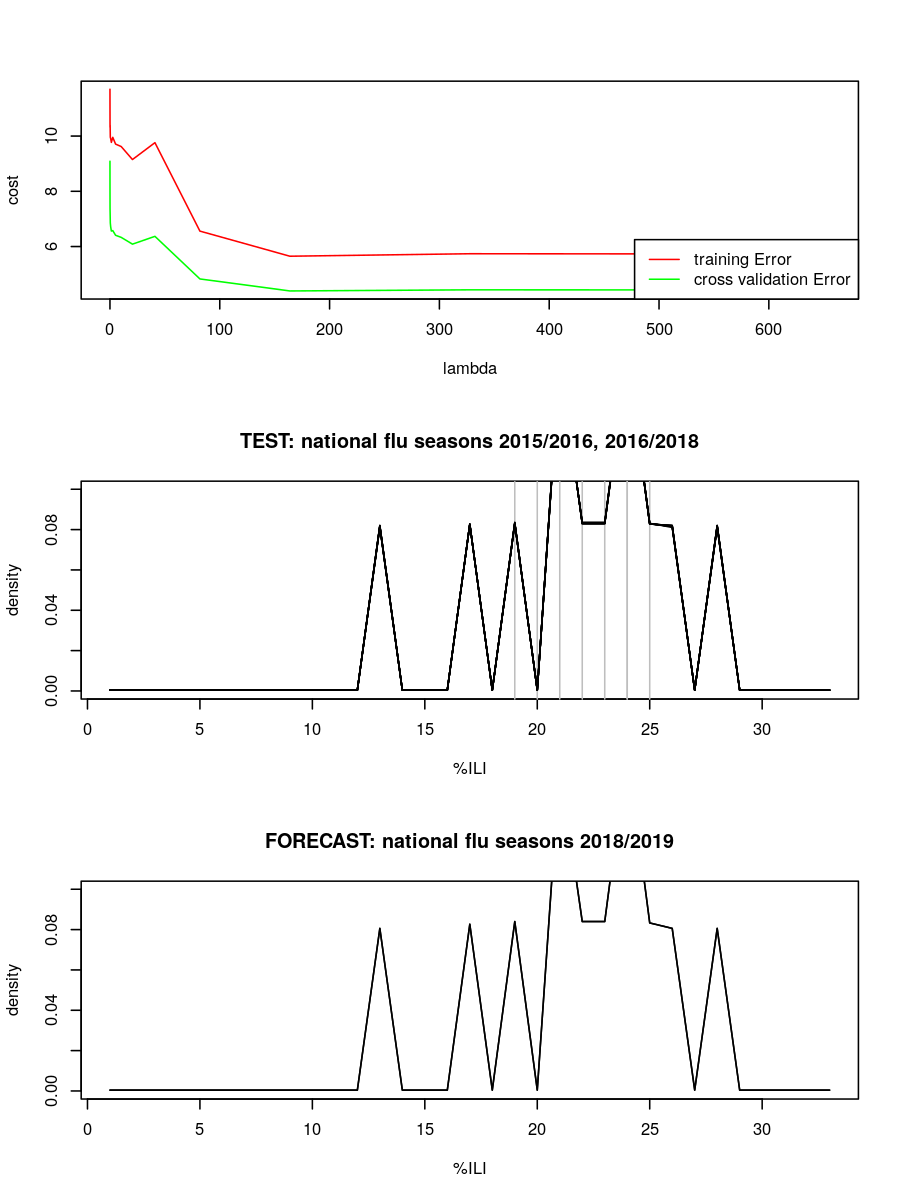 cost
10
8
6
training Error
cross validation Error
0 100 200 300 400 500 600
lambda
TEST: national flu seasons 2015/2016, 2016/2018
density
0.08
0.04
0.00
0 5 10 15 20 25 30
%ILI
FORECAST: national flu seasons 2018/2019
density
0.08
0.04
0.00
0 5 10 15 20 25 30
%ILI